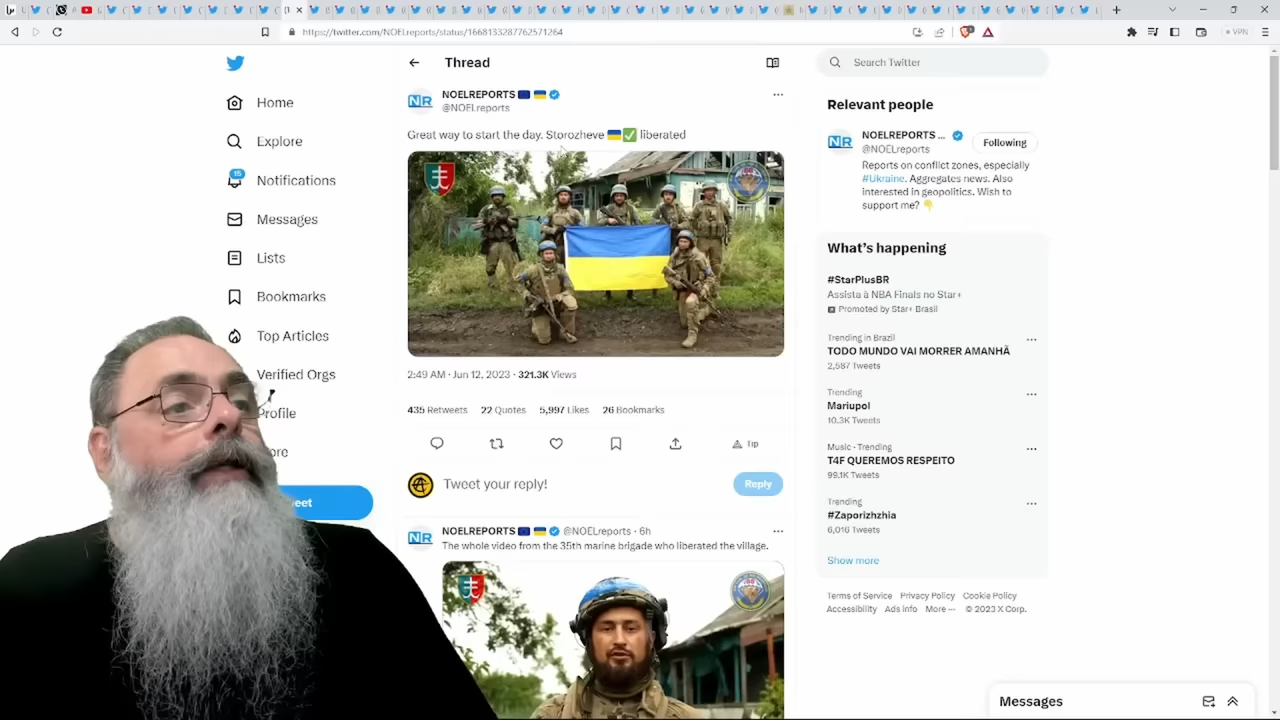 https://twitter.com/NOELreports/status/1668133287762571264
VPN
Home
Explore
15
Notifications
Messages
Lists
Bookmarks
Top Articles
Verified Orgs
Profile
ore
eet
Thread
NOELREPORTS
@NOELreports
Great way to start the day. Storozheve liberated
2:49 AM · Jun 12, 2023 · 321.3K Views
435 Retweets 22 Quotes 5,997 Likes 26 Bookmarks
Tip
Tweet your reply!
Reply
NOELREPORTS @NOELreports · 6h
The whole video from the 35th marine brigade who liberated the village.
Search Twitter
Relevant people
NOELREPORTS ...
@NOELreports
Following
Reports on conflict zones, especially
#Ukraine. Aggregates news. Also
interested in geopolitics. Wish to
support me?
What's happening
#StarPlusBR
Assista à NBA Finals no Star+
Promoted by Star+ Brasil
Trending in Brazil
TODO MUNDO VAI MORRER AMANHÃ
2,587 Tweets
Trending
Mariupol
10.3K Tweets
Music · Trending
T4F QUEREMOS RESPEITO
99.1K Tweets
Trending
#Zaporizhzhia
6,016 Tweets
Show more
Terms of Service Privacy Policy Cookie Policy
Accessibility Ads info More ··· © 2023 X Corp.
Messages